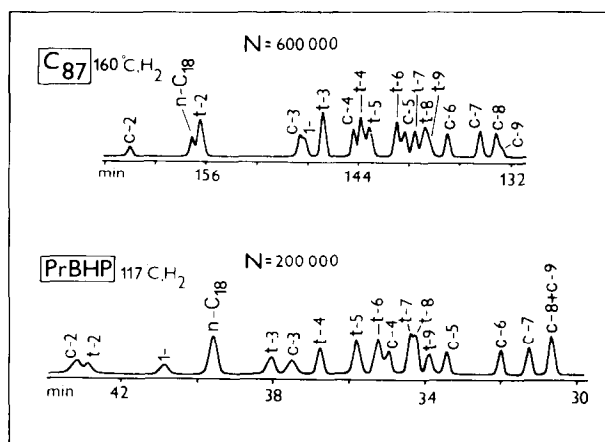 C87 160°C, H2 N=600 000
c-2 n-C18 t-2 c-3 1- t-3 c-4 t-4 t-5 t-6 c-5 t-7 t-8 t-9 c-6 c-7 c-8 c-9
min 156 144 132
PrBHP 117°C, H2 N=200 000
c-2 t-2 1- n-C18 t-3 c-3 t-4 t-5 t-6 c-4 t-7 t-8 t-9 c-5 c-6 c-7 c-8+c-9
min 42 38 34 30